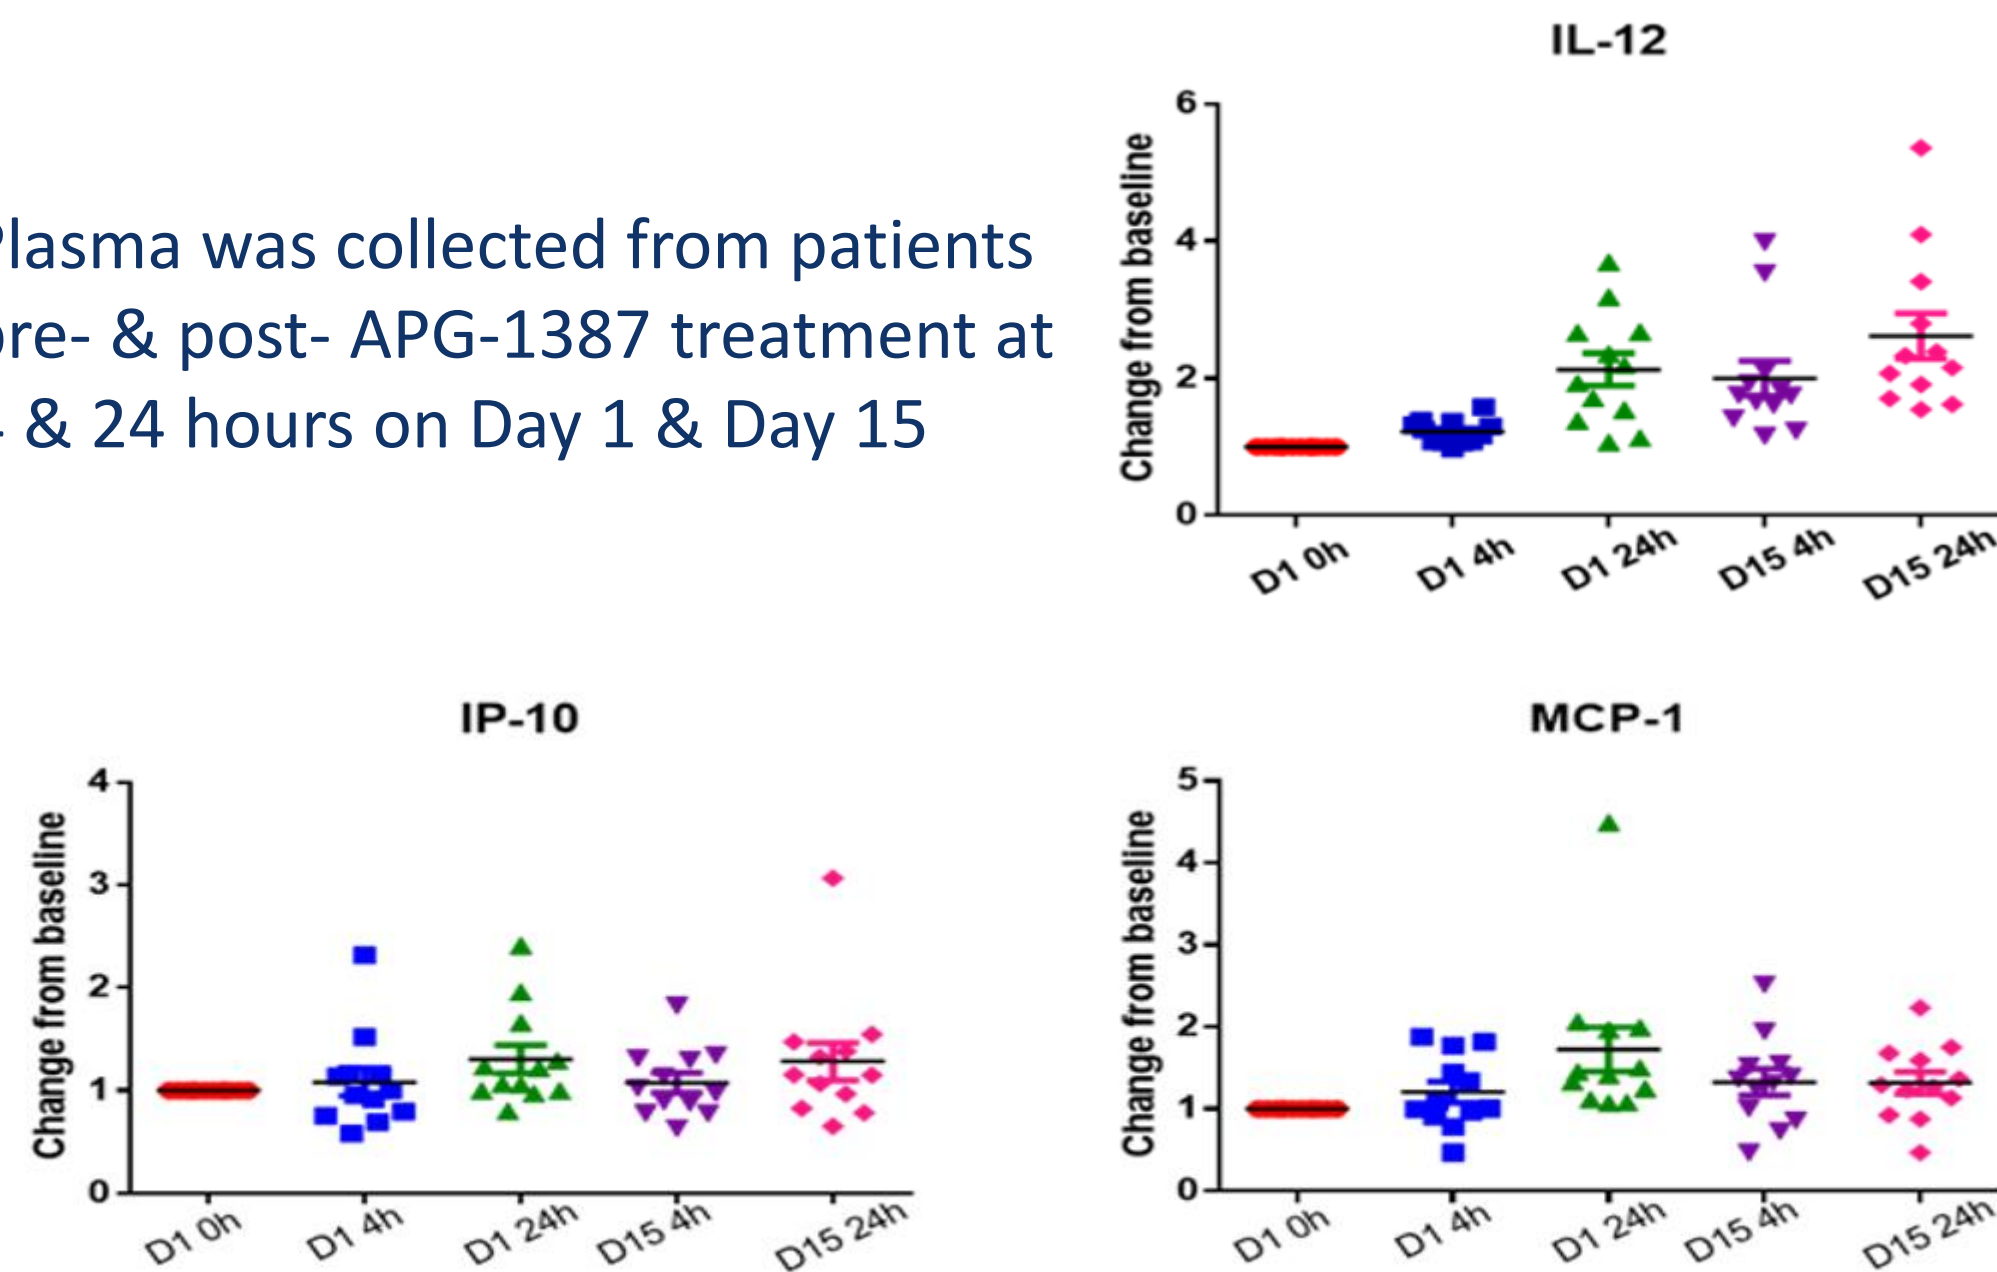 Plasma was collected from patients
pre- & post- APG-1387 treatment at
& 24 hours on Day 1 & Day 15
IL-12
Change from baseline
6
4
2
0
D1 0h
D1 4h
D1 24h
D15 4h
D15 24h
IP-10
Change from baseline
4
3
2
1
0
D1 0h
D1 4h
D1 24h
D15 4h
D15 24h
MCP-1
Change from baseline
5
4
3
2
1
0
D1 0h
D1 4h
D1 24h
D15 4h
D15 24h